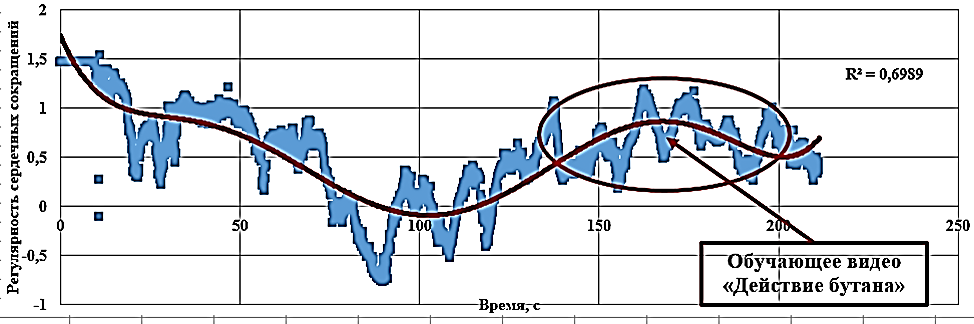 2
1,5
1
0,5
0
-0,5
-1
Регулярность сердечных сокращений
R² = 0,6989
0
50
100
150
200
250
Время, с
Обучающее видео
«Действие бутана»